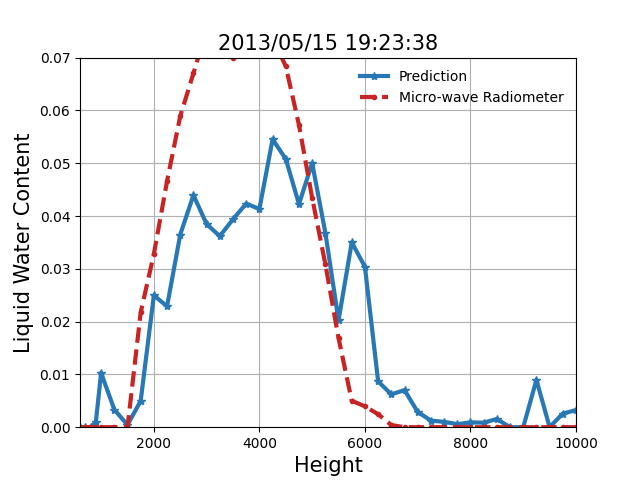 2013/05/15 19:23:38
Prediction
Micro-wave Radiometer
Liquid Water Content
0.07
0.06
0.05
0.04
0.03
0.02
0.01
0.00
2000 4000 6000 8000 10000
Height